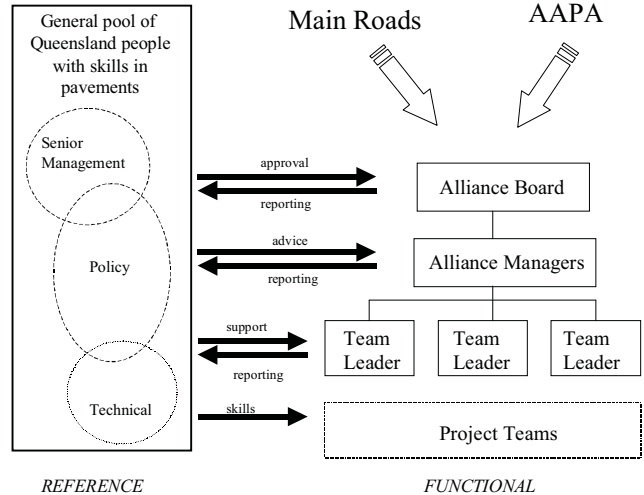 General pool of
Queensland people
with skills in
pavements
Senior
Management
Policy
Technical
Main Roads
AAPA
approval
reporting
advice
reporting
support
reporting
skills
Alliance Board
Alliance Managers
Team
Leader
Team
Leader
Team
Leader
Project Teams
REFERENCE
FUNCTIONAL